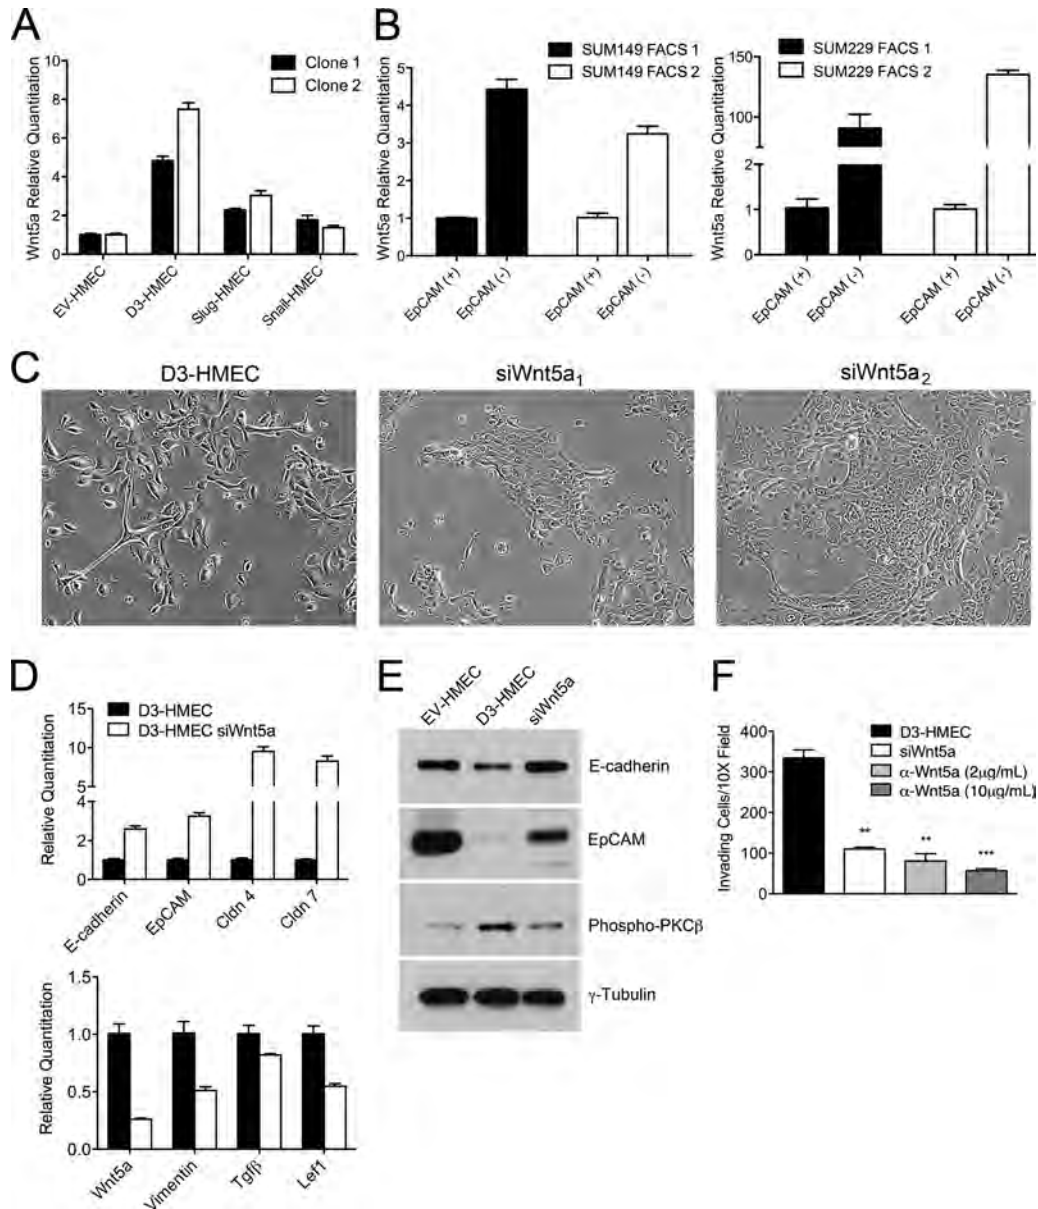 A
Wnt5a Relative Quantitation
10
8
6
4
2
0
Clone 1
Clone 2
EV-HMEC
D3-HMEC
Slug-HMEC
Snail-HMEC
B
Wnt5a Relative Quantitation
5
4
3
2
1
0
SUM149 FACS 1
SUM149 FACS 2
EpCAM (+)
EpCAM (-)
EpCAM (+)
EpCAM (-)
Wnt5a Relative Quantitation
150
100
2
1
0
SUM229 FACS 1
SUM229 FACS 2
EpCAM (+)
EpCAM (-)
EpCAM (+)
EpCAM (-)
C
D3-HMEC
siWnt5a1
siWnt5a2
D
Relative Quantitation
15
10
5
4
2
0
D3-HMEC
D3-HMEC siWnt5a
E-cadherin
EpCAM
Cldn 4
Cldn 7
Relative Quantitation
1.5
1.0
0.5
0.0
Wnt5a
Vimentin
Tgfβ
Lef1
E
EV-HMEC
D3-HMEC
siWnt5a
E-cadherin
EpCAM
Phospho-PKCβ
γ-Tubulin
F
Invading Cells/10X Field
400
300
200
100
0
D3-HMEC
siWnt5a
α-Wnt5a (2μg/mL)
α-Wnt5a (10μg/mL)
**
**
***